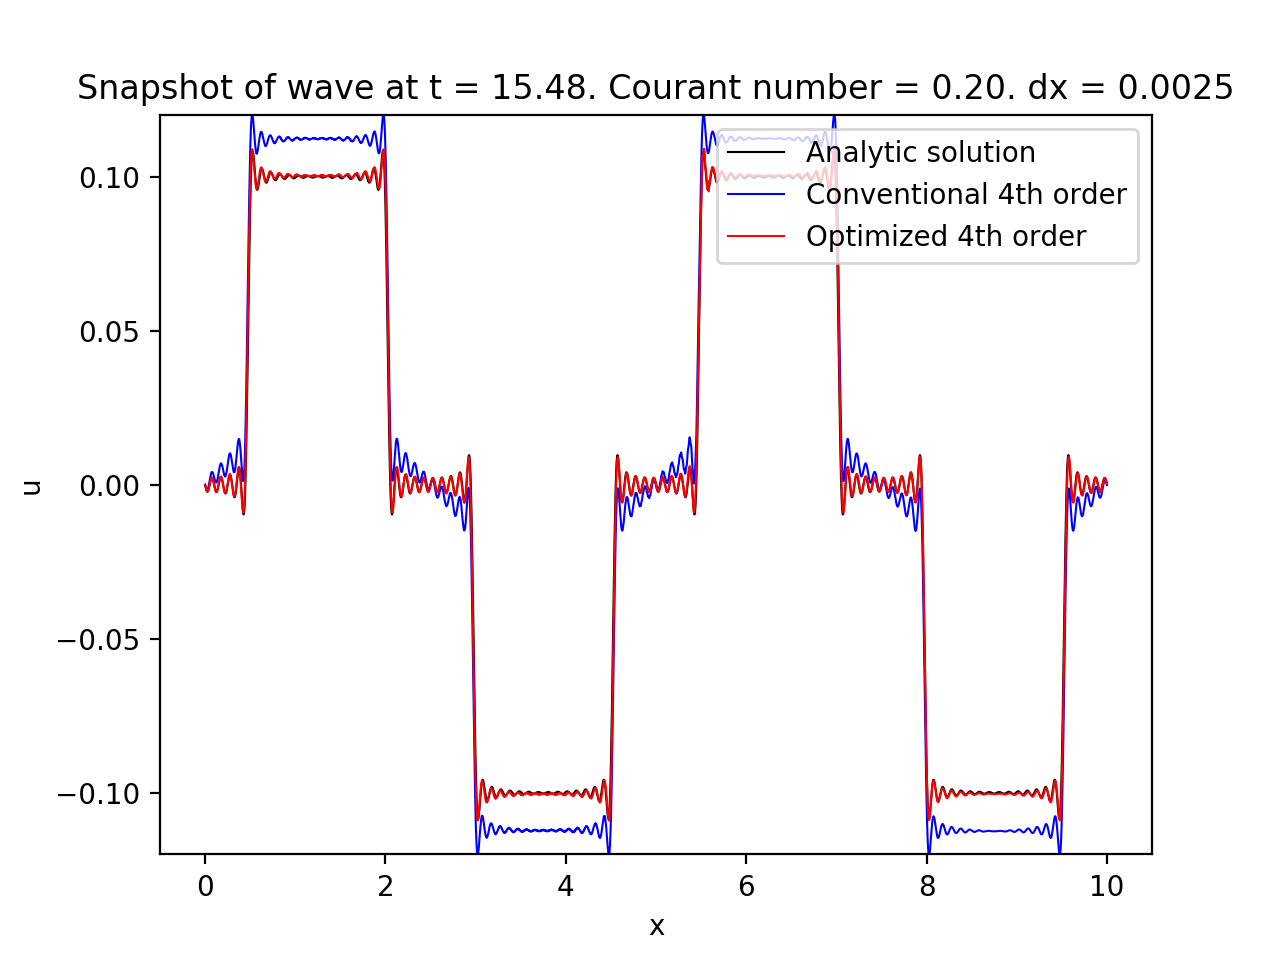 Snapshot of wave at t = 15.48. Courant number = 0.20. dx = 0.0025
Analytic solution
Conventional 4th order
Optimized 4th order
0.10
0.05
0.00
−0.05
−0.10
u
0 2 4 6 8 10
x